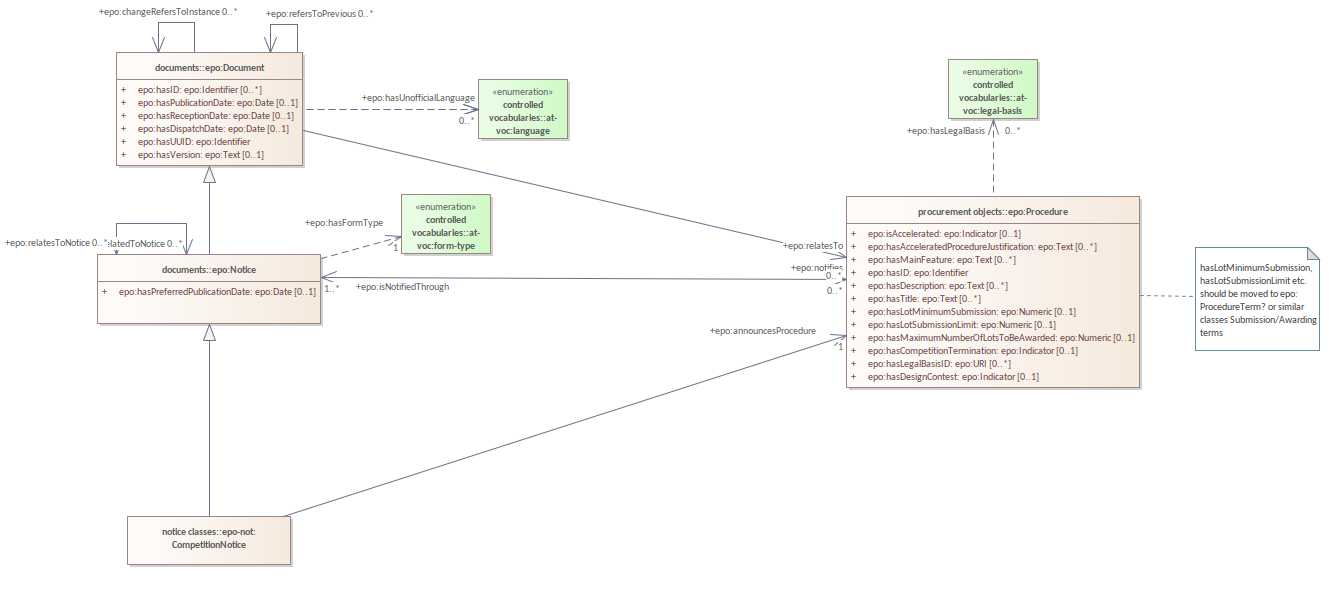 +epo:changeRefersToInstance 0..*
+epo:refersToPrevious 0..*
documents::epo:Document
+ epo:hasID: epo:Identifier [0..*]
+ epo:hasPublicationDate: epo:Date [0..1]
+ epo:hasReceptionDate: epo:Date [0..1]
+ epo:hasDispatchDate: epo:Date [0..1]
+ epo:hasUUID: epo:Identifier
+ epo:hasVersion: epo:Text [0..1]
+epo:hasUnofficialLanguage
0..*
«enumeration»
controlled
vocabularies::at-
voc:language
«enumeration»
controlled
vocabularies::at-
voc:legal-basis
+epo:hasLegalBasis 0..*
+epo:hasFormType
1
«enumeration»
controlled
vocabularies::at-
voc:form-type
+epo:relatesToNotice 0..*
latedToNotice 0..*
documents::epo:Notice
+ epo:hasPreferredPublicationDate: epo:Date [0..1]
1..*
+epo:isNotifiedThrough
+epo:relatesTo
+epo:notifies
0..*
0..*
+epo:announcesProcedure
1
procurement objects::epo:Procedure
+ epo:isAccelerated: epo:Indicator [0..1]
+ epo:hasAcceleratedProcedureJustification: epo:Text [0..*]
+ epo:hasMainFeature: epo:Text [0..*]
+ epo:hasID: epo:Identifier
+ epo:hasDescription: epo:Text [0..*]
+ epo:hasTitle: epo:Text [0..*]
+ epo:hasLotMinimumSubmission: epo:Numeric [0..1]
+ epo:hasLotSubmissionLimit: epo:Numeric [0..1]
+ epo:hasMaximumNumberOfLotsToBeAwarded: epo:Numeric [0..1]
+ epo:hasCompetitionTermination: epo:Indicator [0..1]
+ epo:hasLegalBasisID: epo:URI [0..*]
+ epo:hasDesignContest: epo:Indicator [0..1]
hasLotMinimumSubmission,
hasLotSubmissionLimit etc.
should be moved to epo:
ProcedureTerm? or similar
classes Submission/Awarding
terms
notice classes::epo-not:
CompetitionNotice